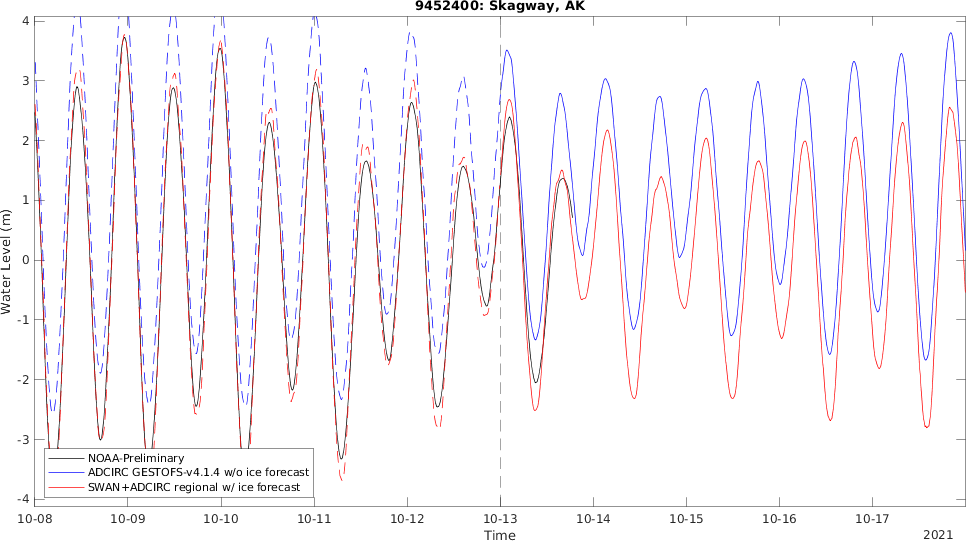 9452400: Skagway, AK
4
3
2
1
0
-1
-2
-3
-4
Water Level (m)
NOAA-Preliminary
ADCIRC GESTOFS-v4.1.4 w/o ice forecast
SWAN+ADCIRC regional w/ ice forecast
10-08 10-09 10-10 10-11 10-12 10-13 10-14 10-15 10-16 10-17
Time
2021